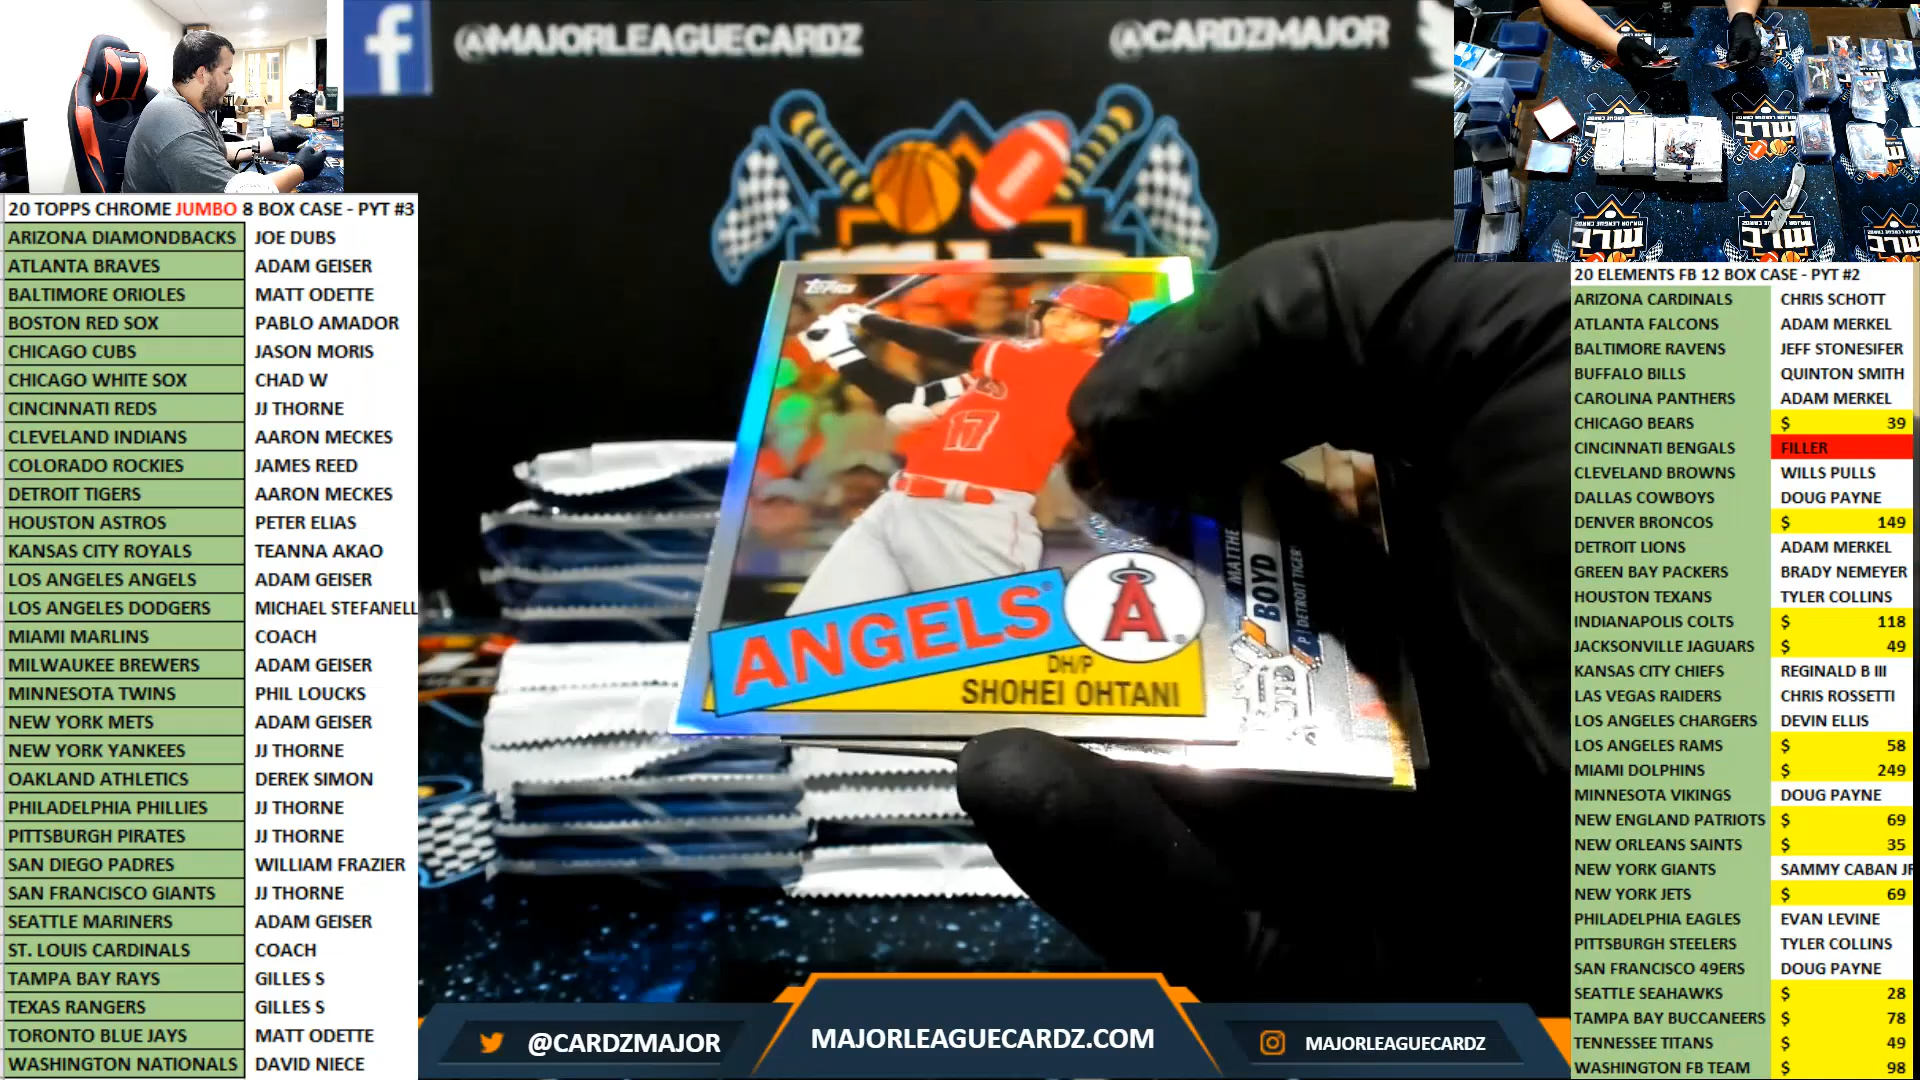 @MAJORLEAGUECARDZ
@CARDZMAJOR
20 TOPPS CHROME JUMBO 8 BOX CASE - PYT #3
ARIZONA DIAMONDBACKS JOE DUBS
ATLANTA BRAVES ADAM GEISER
BALTIMORE ORIOLES MATT ODETTE
BOSTON RED SOX PABLO AMADOR
CHICAGO CUBS JASON MORIS
CHICAGO WHITE SOX CHAD W
CINCINNATI REDS JJ THORNE
CLEVELAND INDIANS AARON MECKES
COLORADO ROCKIES JAMES REED
DETROIT TIGERS AARON MECKES
HOUSTON ASTROS PETER ELIAS
KANSAS CITY ROYALS TEANNA AKAO
LOS ANGELES ANGELS ADAM GEISER
LOS ANGELES DODGERS MICHAEL STEFANELL
MIAMI MARLINS COACH
MILWAUKEE BREWERS ADAM GEISER
MINNESOTA TWINS PHIL LOUCKS
NEW YORK METS ADAM GEISER
NEW YORK YANKEES JJ THORNE
OAKLAND ATHLETICS DEREK SIMON
PHILADELPHIA PHILLIES JJ THORNE
PITTSBURGH PIRATES JJ THORNE
SAN DIEGO PADRES WILLIAM FRAZIER
SAN FRANCISCO GIANTS JJ THORNE
SEATTLE MARINERS ADAM GEISER
ST. LOUIS CARDINALS COACH
TAMPA BAY RAYS GILLES S
TEXAS RANGERS GILLES S
TORONTO BLUE JAYS MATT ODETTE
WASHINGTON NATIONALS DAVID NIECE
Topps
17
ANGELS
A
DH/P
SHOHEI OHTANI
MATTHE
BOYD
P | DETROIT TIGER
@CARDZMAJOR
MAJORLEAGUECARDZ.COM
MAJORLEAGUECARDZ
20 ELEMENTS FB 12 BOX CASE - PYT #2
ARIZONA CARDINALS CHRIS SCHOTT
ATLANTA FALCONS ADAM MERKEL
BALTIMORE RAVENS JEFF STONESIFER
BUFFALO BILLS QUINTON SMITH
CAROLINA PANTHERS ADAM MERKEL
CHICAGO BEARS $ 39
CINCINNATI BENGALS FILLER
CLEVELAND BROWNS WILLS PULLS
DALLAS COWBOYS DOUG PAYNE
DENVER BRONCOS $ 149
DETROIT LIONS ADAM MERKEL
GREEN BAY PACKERS BRADY NEMEYER
HOUSTON TEXANS TYLER COLLINS
INDIANAPOLIS COLTS $ 118
JACKSONVILLE JAGUARS $ 49
KANSAS CITY CHIEFS REGINALD B III
LAS VEGAS RAIDERS CHRIS ROSSETTI
LOS ANGELES CHARGERS DEVIN ELLIS
LOS ANGELES RAMS $ 58
MIAMI DOLPHINS $ 249
MINNESOTA VIKINGS DOUG PAYNE
NEW ENGLAND PATRIOTS $ 69
NEW ORLEANS SAINTS $ 35
NEW YORK GIANTS SAMMY CABAN JR
NEW YORK JETS $ 69
PHILADELPHIA EAGLES EVAN LEVINE
PITTSBURGH STEELERS TYLER COLLINS
SAN FRANCISCO 49ERS DOUG PAYNE
SEATTLE SEAHAWKS $ 28
TAMPA BAY BUCCANEERS $ 78
TENNESSEE TITANS $ 49
WASHINGTON FB TEAM $ 98